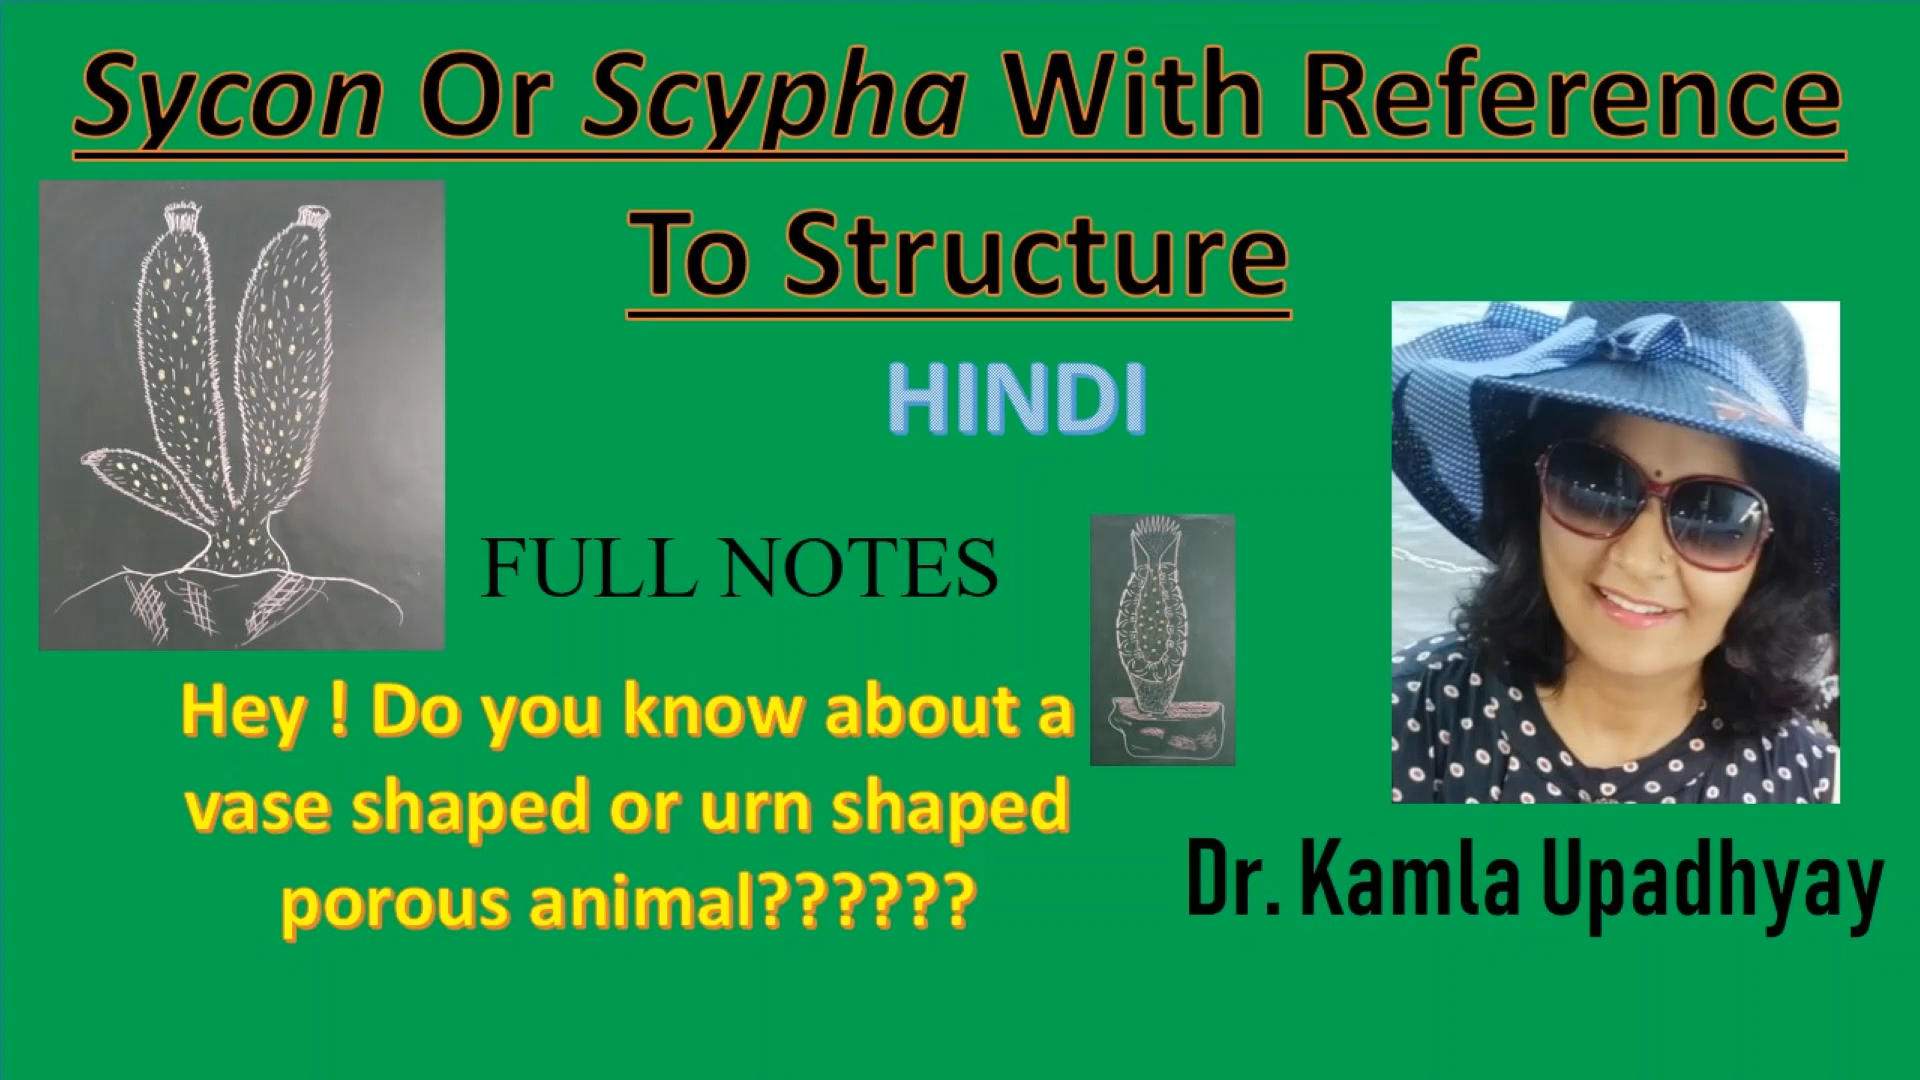 Sycon Or Scypha With Reference
To Structure
HINDI
FULL NOTES
Hey ! Do you know about a
vase shaped or urn shaped
porous animal??????
Dr. Kamla Upadhyay